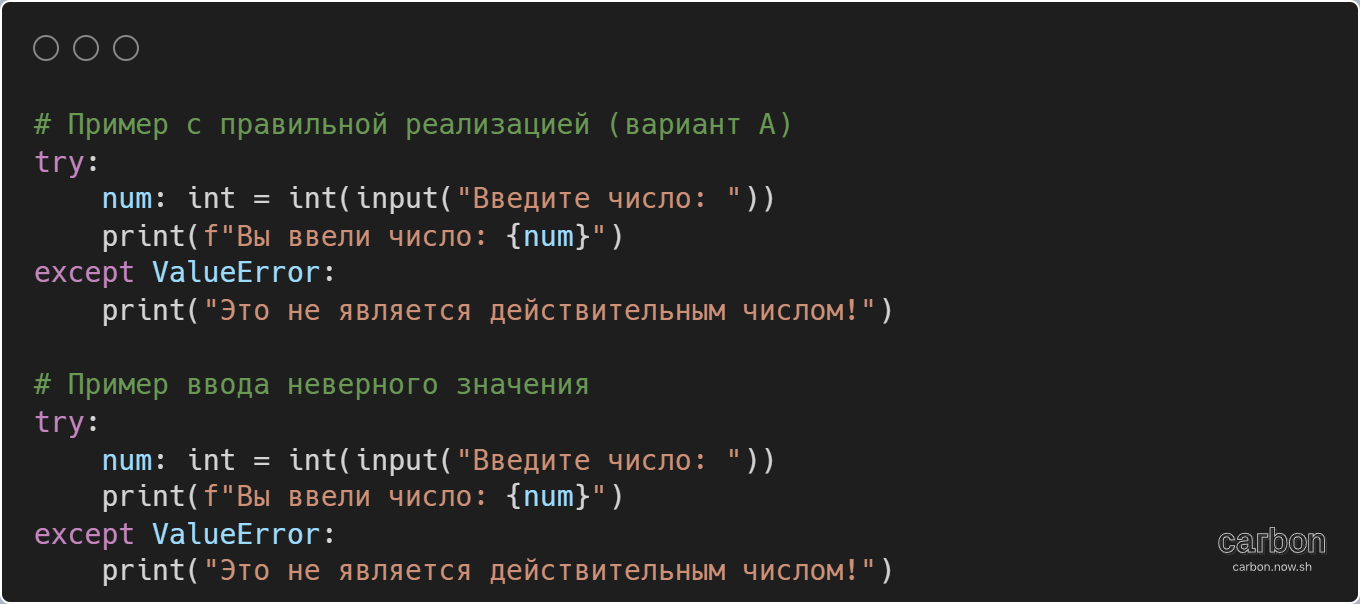 # Пример с правильной реализацией (вариант A)
try:
    num: int = int(input("Введите число: "))
    print(f"Вы ввели число: {num}")
except ValueError:
    print("Это не является действительным числом!")

# Пример ввода неверного значения
try:
    num: int = int(input("Введите число: "))
    print(f"Вы ввели число: {num}")
except ValueError:
    print("Это не является действительным числом!")
carbon
carbon.now.sh